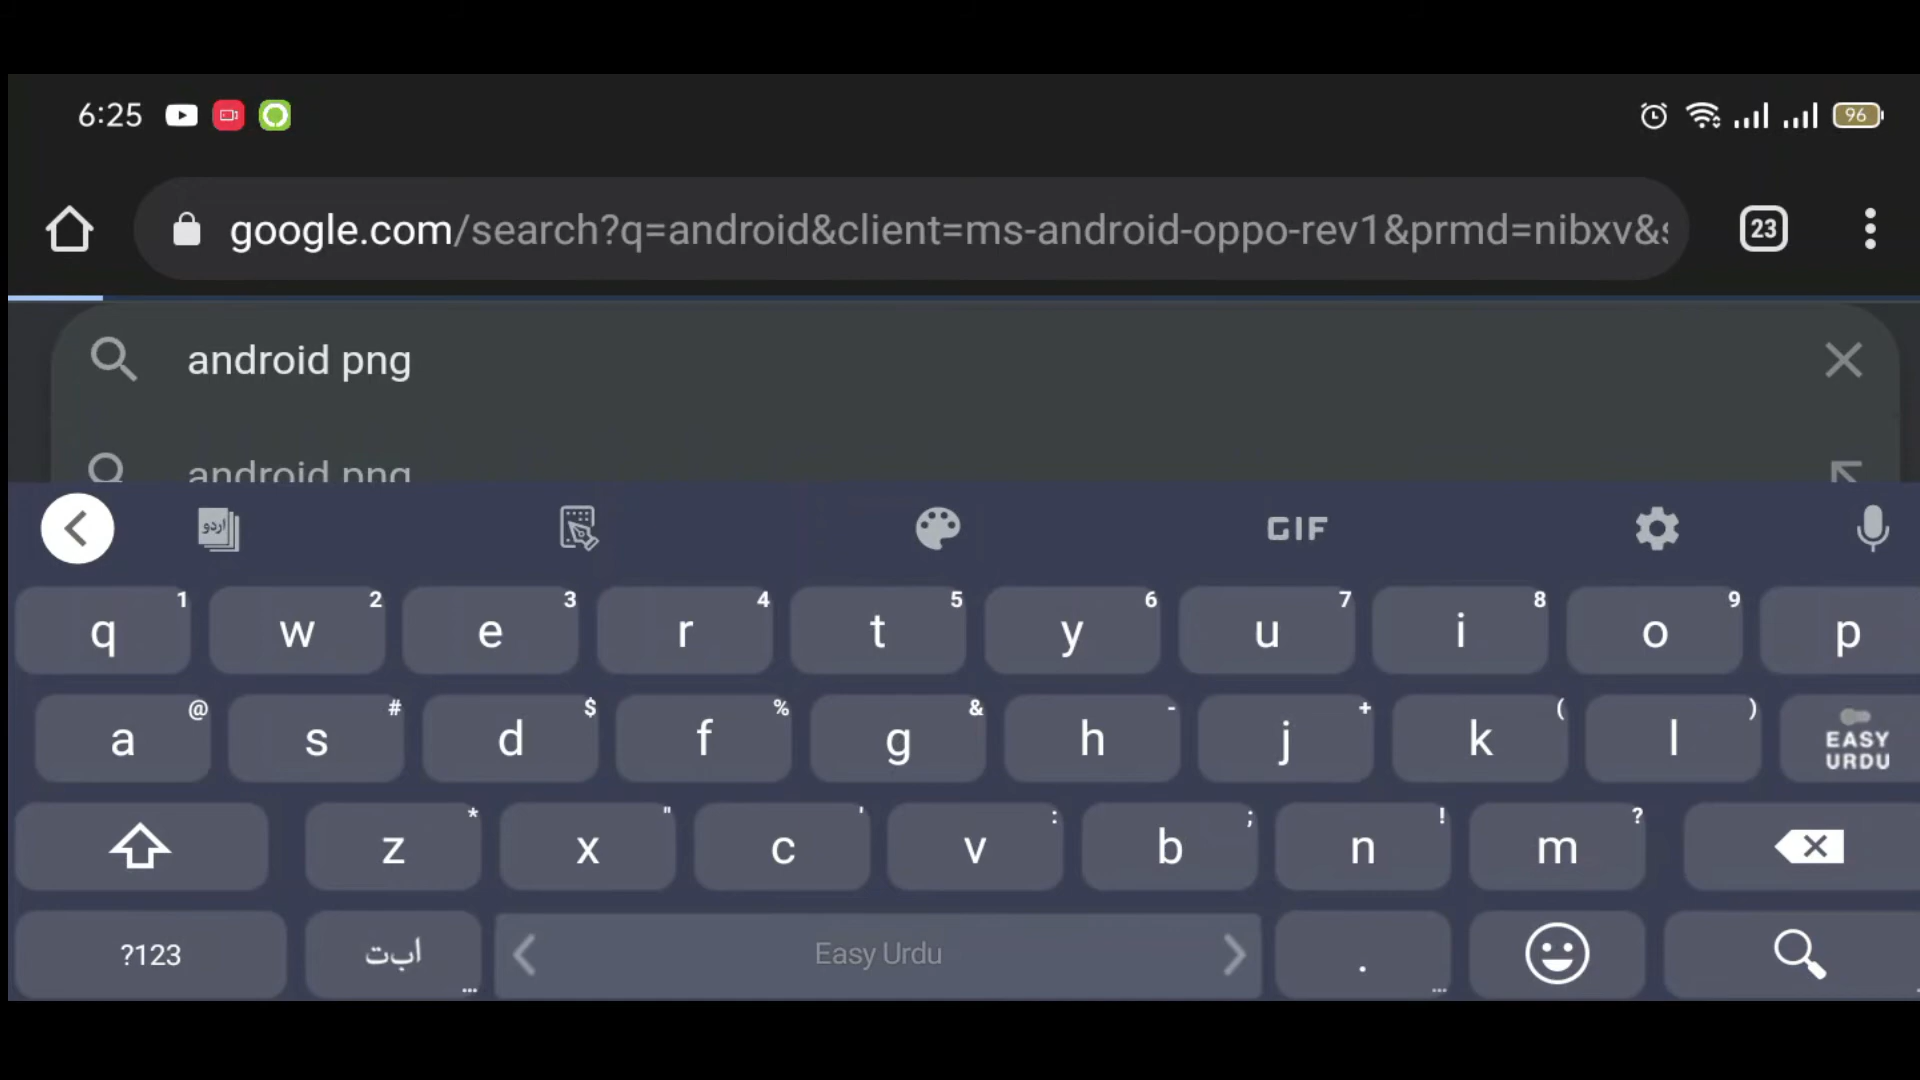 6:25 96
google.com/search?q=android&client=ms-android-oppo-rev1&prmd=nibxv&s
23
android png
android png
اردو GIF
q 1 w 2 e 3 r 4 t 5 y 6 u 7 i 8 o 9 p
a @ s # d $ f % g & h - j + k ( l ) EASY URDU
z * x " c ' v : b ; n ! m ?
?123 ا ب ت ... Easy Urdu . ...